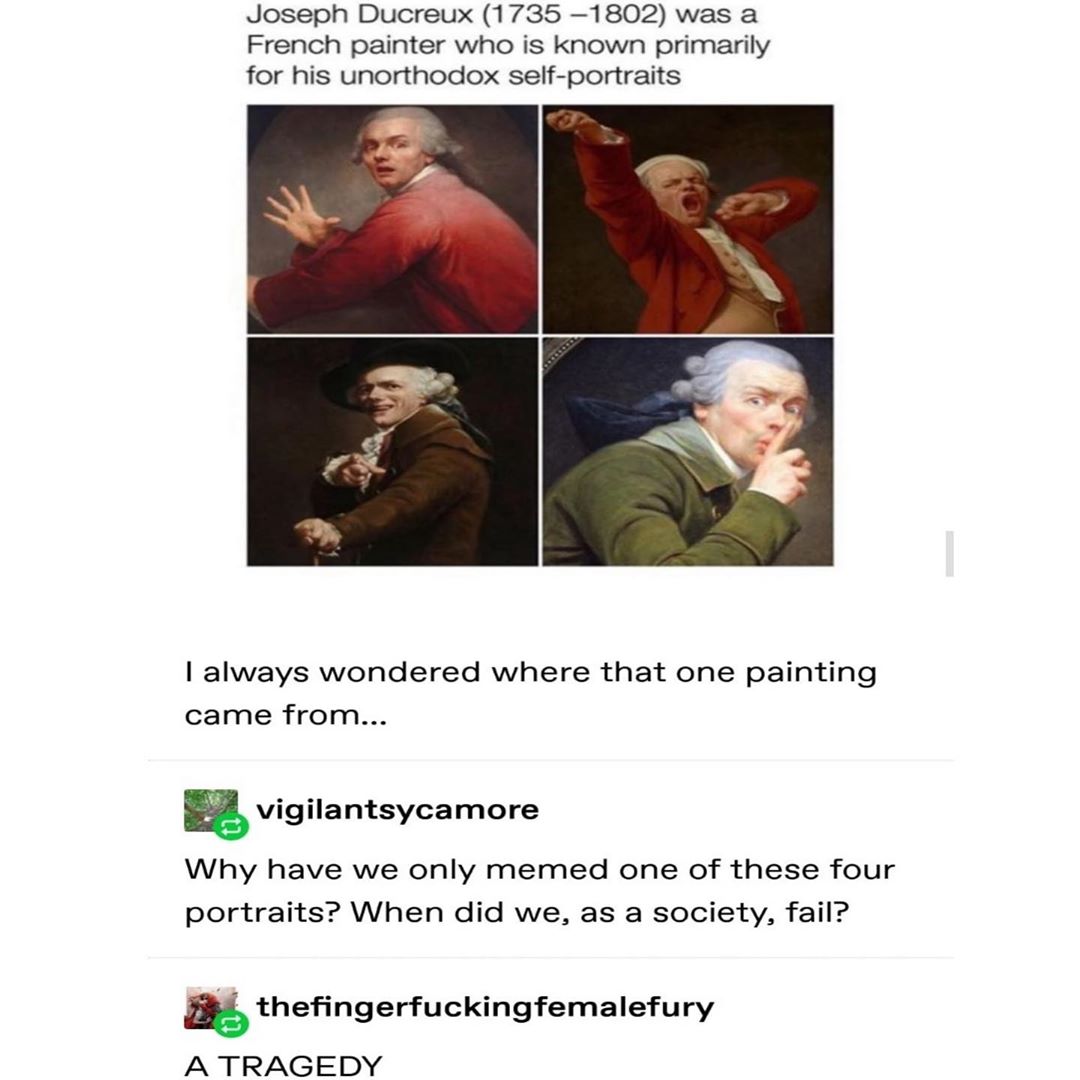 Joseph Ducreux (1735 –1802) was a
French painter who is known primarily
for his unorthodox self-portraits
I always wondered where that one painting
came from...
vigilantsycamore
Why have we only memed one of these four
portraits? When did we, as a society, fail?
thefingerfuckingfemalefury
A TRAGEDY